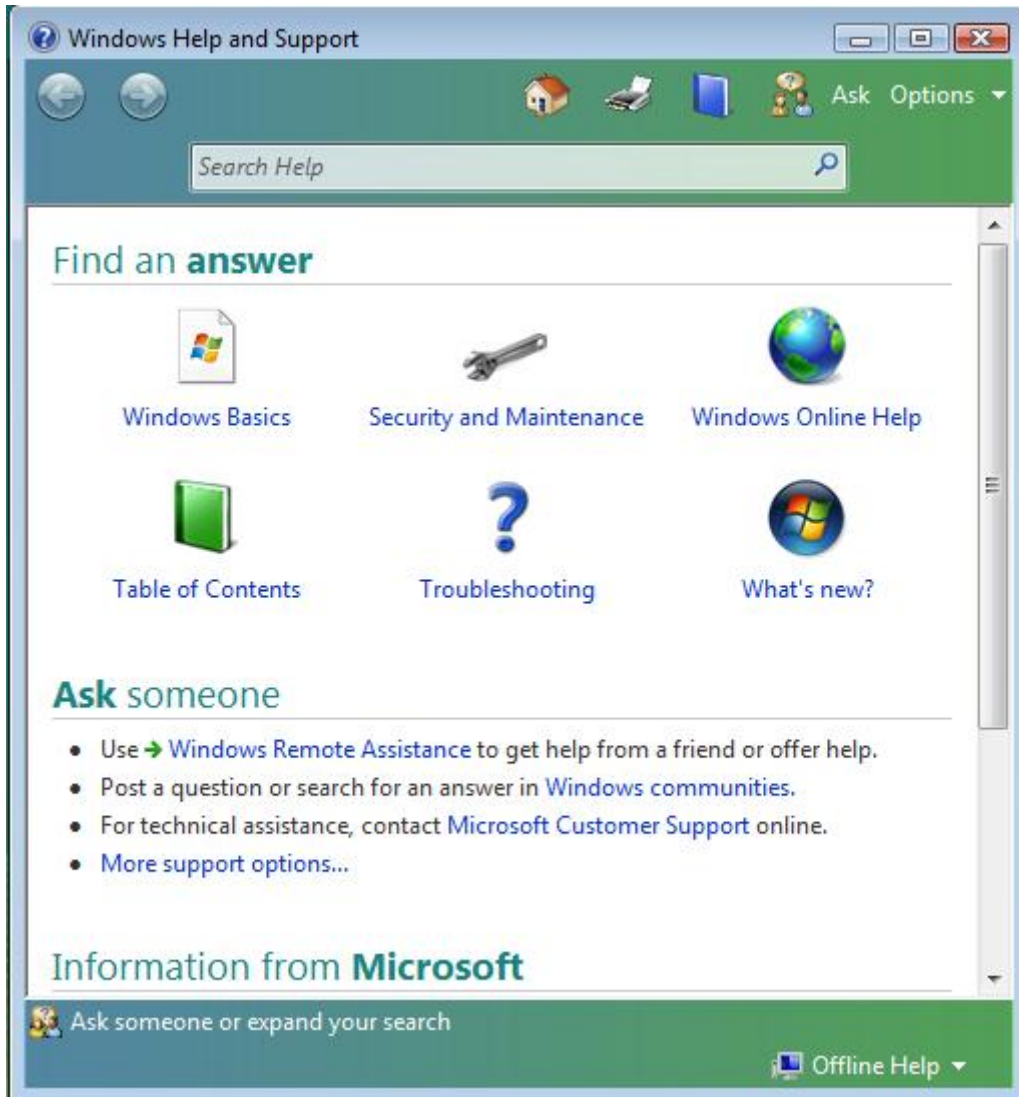 Windows Help and Support
Ask Options
Search Help
Find an answer
Windows Basics
Security and Maintenance
Windows Online Help
Table of Contents
Troubleshooting
What's new?
Ask someone
Use Windows Remote Assistance to get help from a friend or offer help.
Post a question or search for an answer in Windows communities.
For technical assistance, contact Microsoft Customer Support online.
More support options...
Information from Microsoft
Ask someone or expand your search
Offline Help